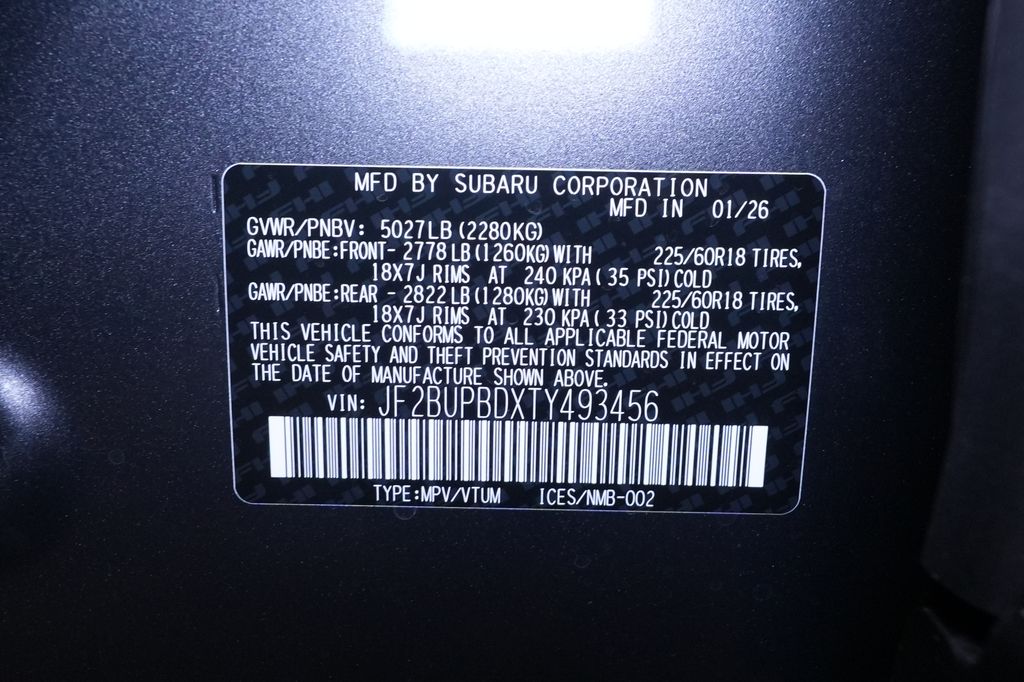 MFD BY SUBARU CORPORATION
MFD IN 01/26
GVWR/PNBV: 5027LB (2280KG)
GAWR/PNBE:FRONT- 2778 LB (1260KG) WITH 225/60R18 TIRES,
18X7J RIMS AT 240 KPA ( 35 PSI) COLD
GAWR/PNBE:REAR - 2822 LB (1280KG) WITH 225/60R18 TIRES,
18X7J RIMS AT 230 KPA ( 33 PSI) COLD
THIS VEHICLE CONFORMS TO ALL APPLICABLE FEDERAL MOTOR
VEHICLE SAFETY AND THEFT PREVENTION STANDARDS IN EFFECT ON
THE DATE OF MANUFACTURE SHOWN ABOVE.
VIN: JF2BUPBDXTY493456
TYPE:MPV/VTUM ICES/NMB-002